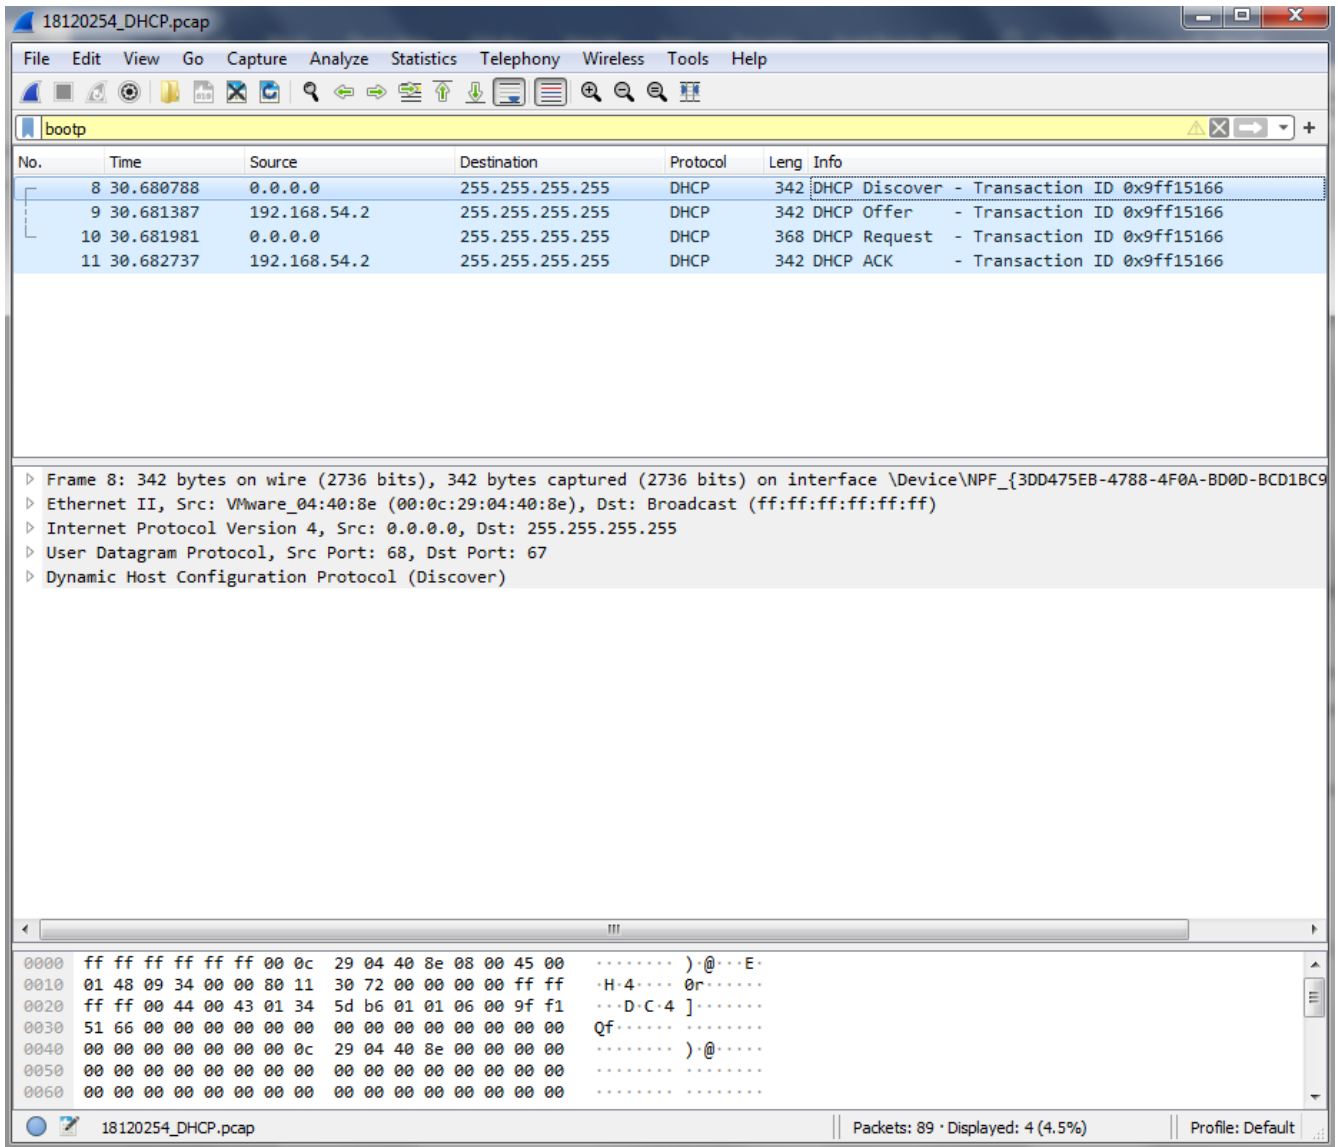 18120254_DHCP.pcap
File Edit View Go Capture Analyze Statistics Telephony Wireless Tools Help
bootp
No. Time Source Destination Protocol Leng Info
8 30.680788 0.0.0.0 255.255.255.255 DHCP 342 DHCP Discover - Transaction ID 0x9ff15166
9 30.681387 192.168.54.2 255.255.255.255 DHCP 342 DHCP Offer - Transaction ID 0x9ff15166
10 30.681981 0.0.0.0 255.255.255.255 DHCP 368 DHCP Request - Transaction ID 0x9ff15166
11 30.682737 192.168.54.2 255.255.255.255 DHCP 342 DHCP ACK - Transaction ID 0x9ff15166
Frame 8: 342 bytes on wire (2736 bits), 342 bytes captured (2736 bits) on interface \Device\NPF_{3DD475EB-4788-4F0A-BD0D-BCD1BC9
Ethernet II, Src: VMware_04:40:8e (00:0c:29:04:40:8e), Dst: Broadcast (ff:ff:ff:ff:ff:ff)
Internet Protocol Version 4, Src: 0.0.0.0, Dst: 255.255.255.255
User Datagram Protocol, Src Port: 68, Dst Port: 67
Dynamic Host Configuration Protocol (Discover)
0000 ff ff ff ff ff ff 00 0c 29 04 40 8e 08 00 45 00 ········ )·@···E·
0010 01 48 09 34 00 00 80 11 30 72 00 00 00 00 ff ff ·H·4···· 0r······
0020 ff ff 00 44 00 43 01 34 5d b6 01 01 06 00 9f f1 ···D·C·4 ]·······
0030 51 66 00 00 00 00 00 00 00 00 00 00 00 00 00 00 Qf······ ········
0040 00 00 00 00 00 00 00 0c 29 04 40 8e 00 00 00 00 ········ )·@·····
0050 00 00 00 00 00 00 00 00 00 00 00 00 00 00 00 00 ········ ········
0060 00 00 00 00 00 00 00 00 00 00 00 00 00 00 00 00 ········ ········
18120254_DHCP.pcap Packets: 89 · Displayed: 4 (4.5%) Profile: Default